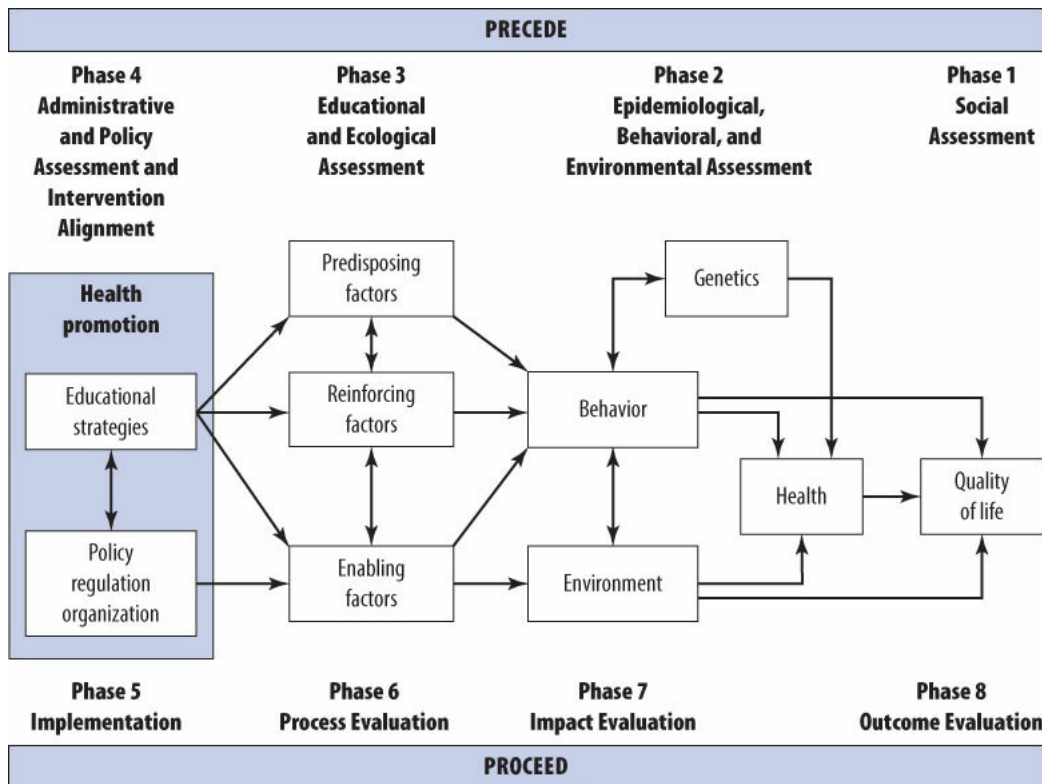 PRECEDE
Phase 4
Administrative
and Policy
Assessment and
Intervention
Alignment
Phase 3
Educational
and Ecological
Assessment
Phase 2
Epidemiological,
Behavioral, and
Environmental Assessment
Phase 1
Social
Assessment
Health
promotion
Educational
strategies
Policy
regulation
organization
Predisposing
factors
Reinforcing
factors
Enabling
factors
Genetics
Behavior
Environment
Health
Quality
of life
Phase 5
Implementation
Phase 6
Process Evaluation
Phase 7
Impact Evaluation
Phase 8
Outcome Evaluation
PROCEED